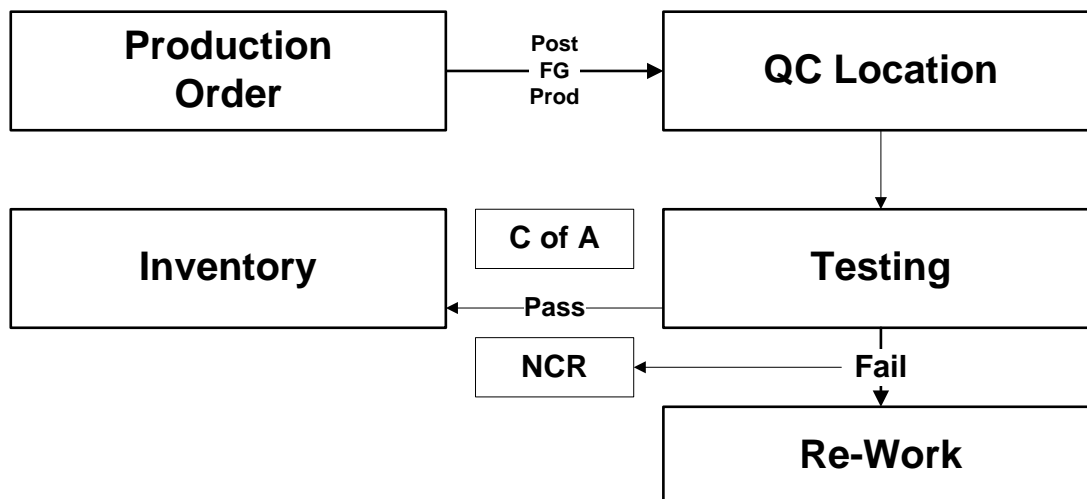 Production
Order
Post
FG
Prod
QC Location
Inventory
C of A
Testing
Pass
NCR
Fail
Re-Work